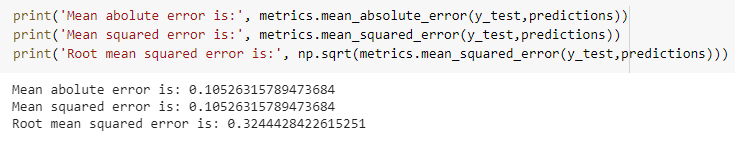 print('Mean abolute error is:', metrics.mean_absolute_error(y_test,predictions))
print('Mean squared error is:', metrics.mean_squared_error(y_test,predictions))
print('Root mean squared error is:', np.sqrt(metrics.mean_squared_error(y_test,predictions)))
Mean abolute error is: 0.10526315789473684
Mean squared error is: 0.10526315789473684
Root mean squared error is: 0.3244428422615251